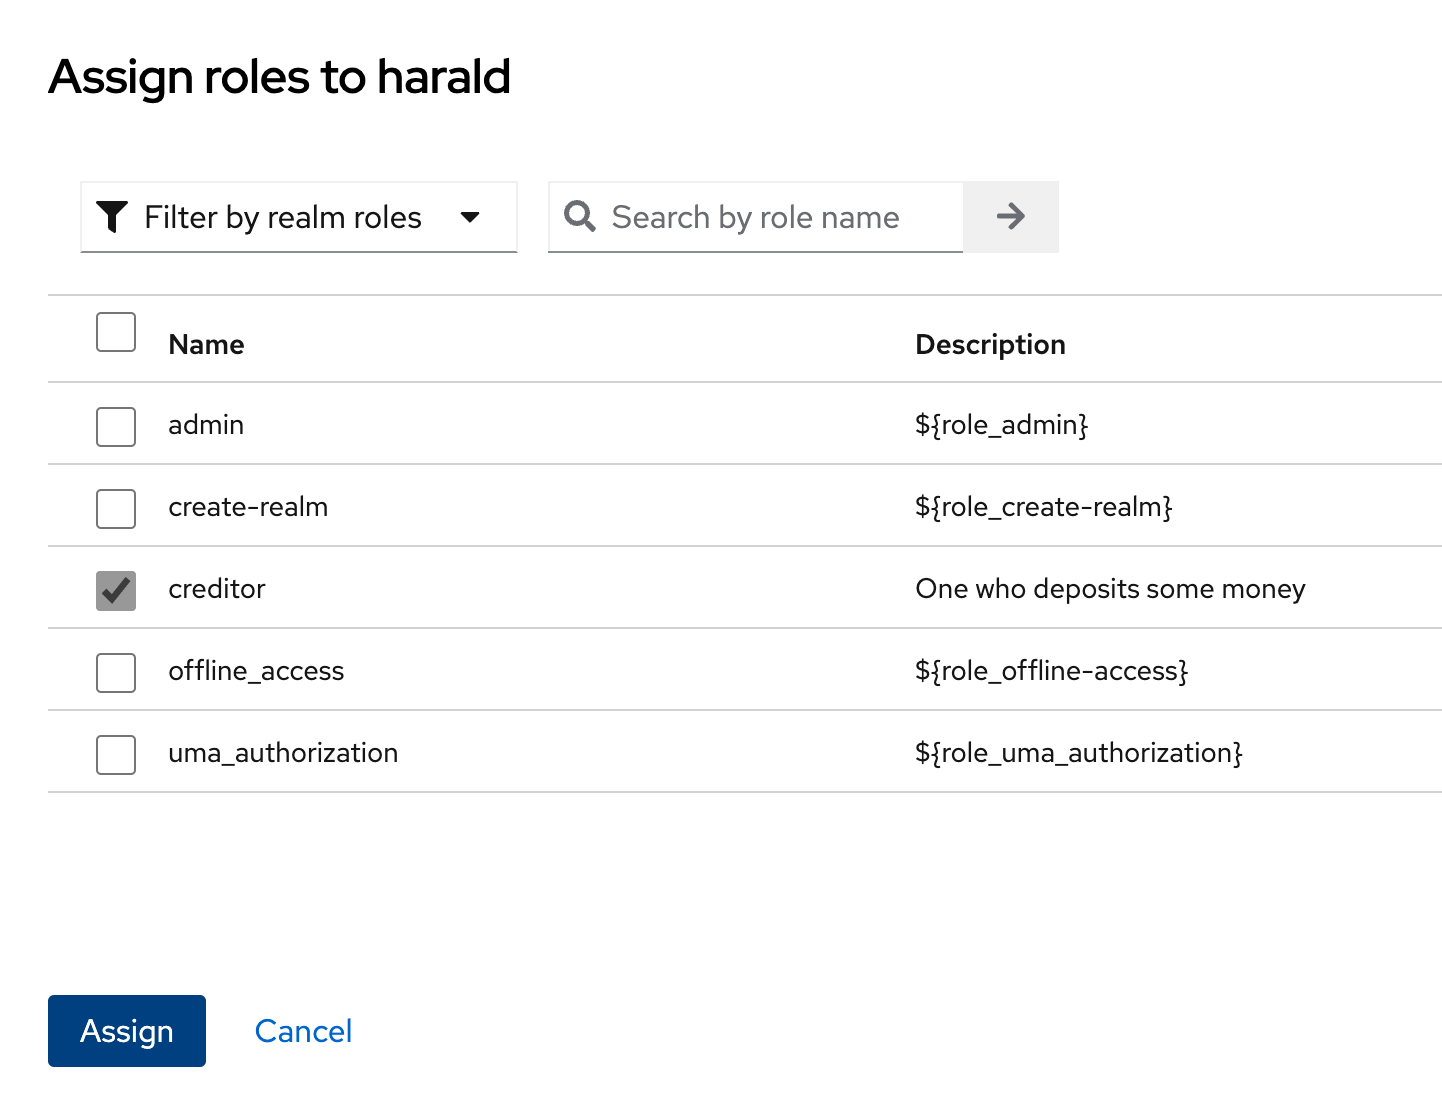 Assign roles to harald
Filter by realm roles
Search by role name
Name Description
admin ${role_admin}
create-realm ${role_create-realm}
creditor One who deposits some money
offline_access ${role_offline-access}
uma_authorization ${role_uma_authorization}
Assign Cancel